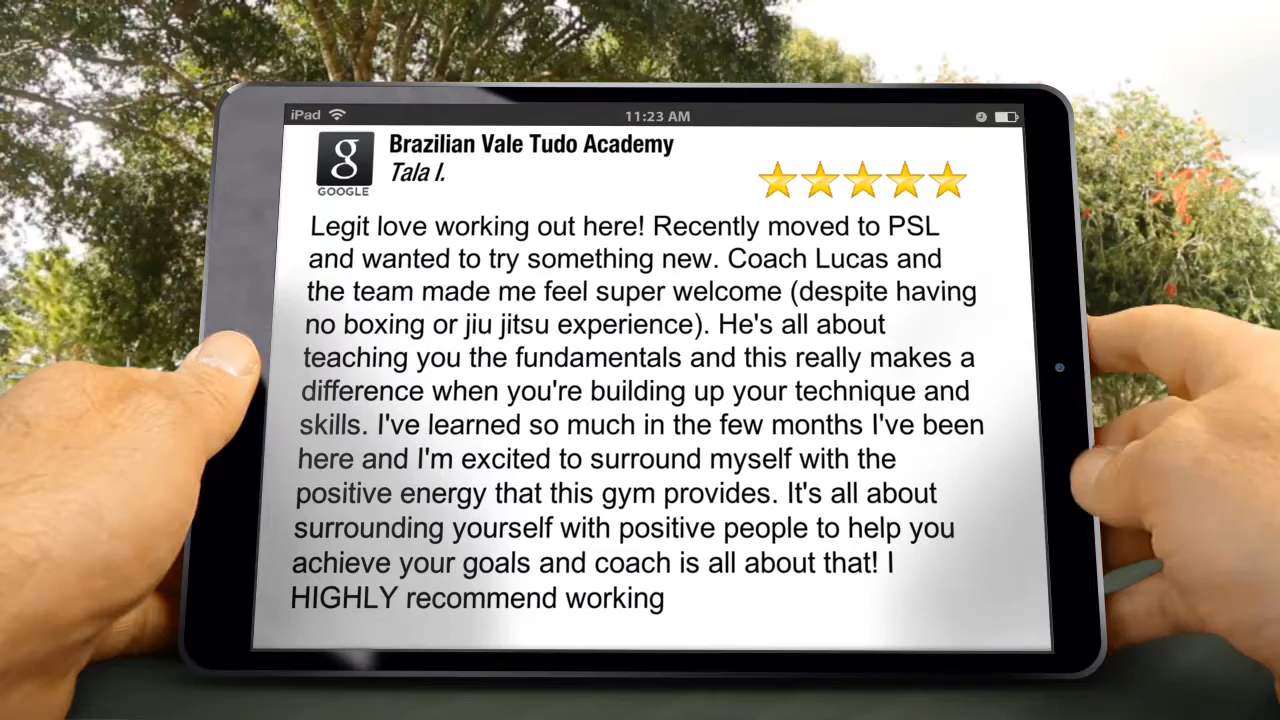 iPad 11:23 AM
g
GOOGLE
Brazilian Vale Tudo Academy
Tala I.
Legit love working out here! Recently moved to PSL
and wanted to try something new. Coach Lucas and
the team made me feel super welcome (despite having
no boxing or jiu jitsu experience). He's all about
teaching you the fundamentals and this really makes a
difference when you're building up your technique and
skills. I've learned so much in the few months I've been
here and I'm excited to surround myself with the
positive energy that this gym provides. It's all about
surrounding yourself with positive people to help you
achieve your goals and coach is all about that! I
HIGHLY recommend working